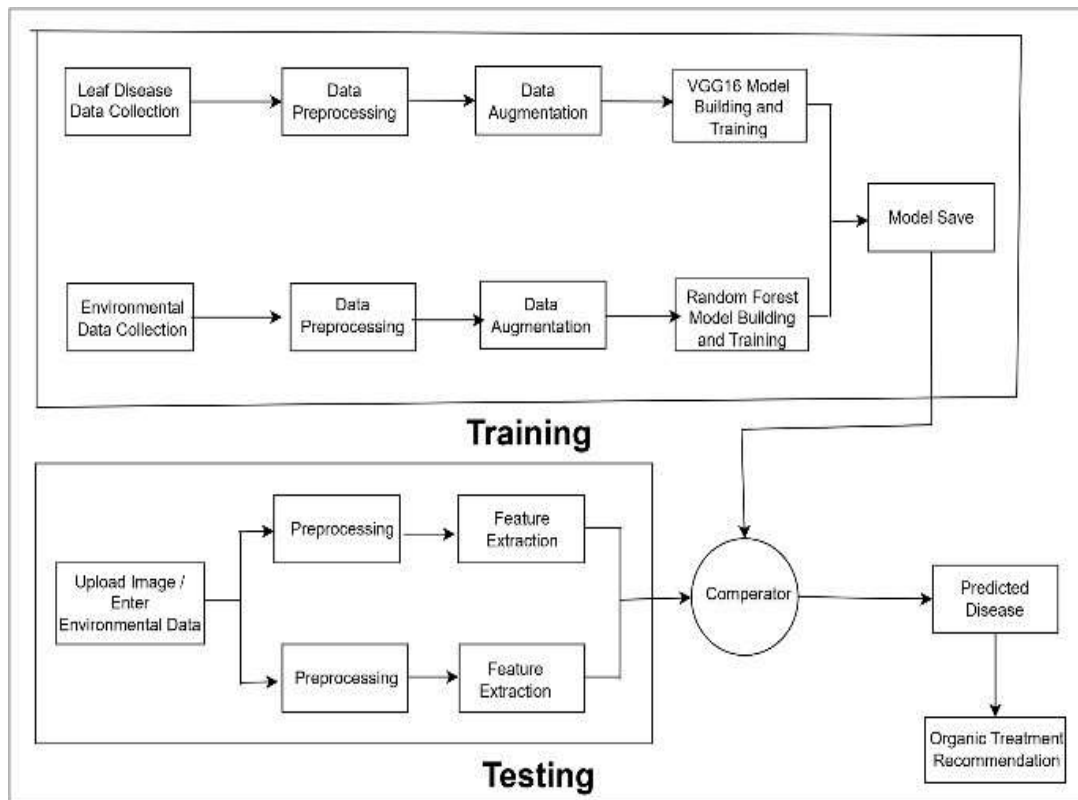 Leaf Disease
Data Collection
Data
Preprocessing
Data
Augmentation
VGG16 Model
Building and
Training
Model Save
Environmental
Data Collection
Data
Preprocessing
Data
Augmentation
Random Forest
Model Building
and Training
Training
Upload Image /
Enter
Environmental Data
Preprocessing
Feature
Extraction
Preprocessing
Feature
Extraction
Comperator
Predicted
Disease
Organic Treatment
Recommendation
Testing